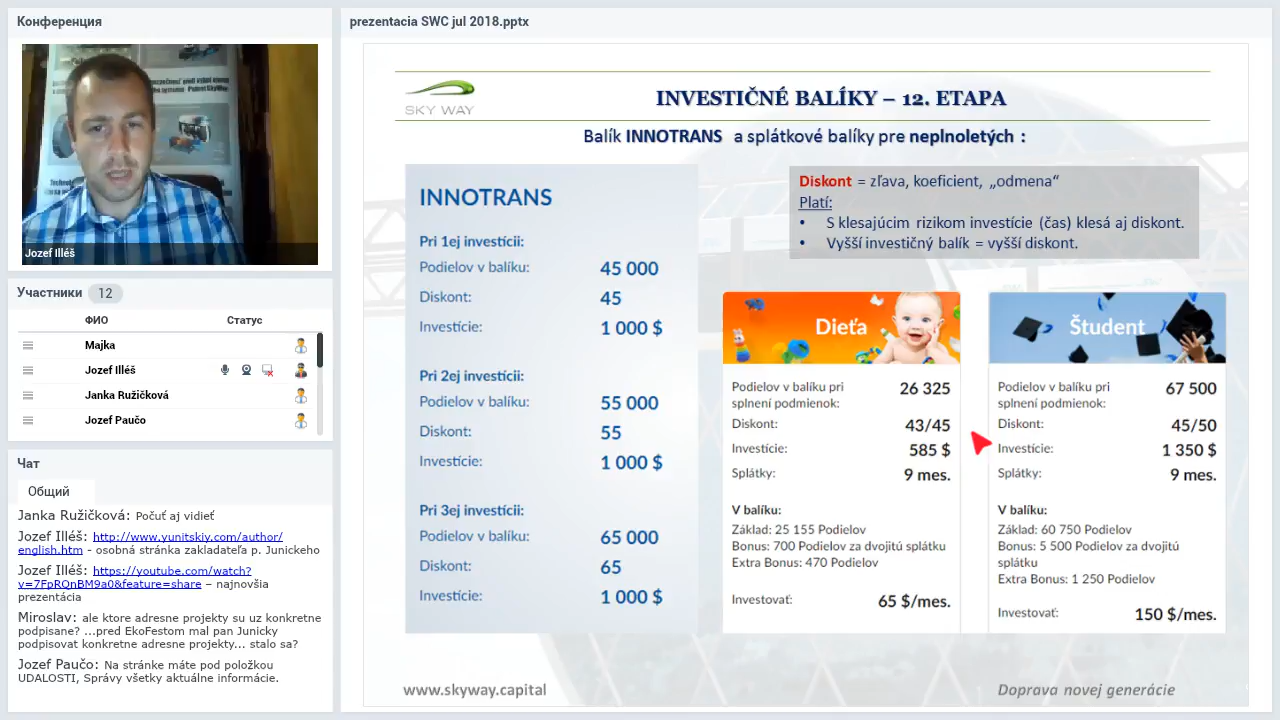 Конференция
Jozef Illéš
Участники 12
ФИО Статус
Majka
Jozef Illéš
Janka Ružičková
Jozef Paučo
Чат
Общий
Janka Ružičková: Počuť aj vidieť
Jozef Illéš: http://www.yunitskiy.com/author/
english.htm - osobná stránka zakladateľa p. Junickeho
Jozef Illéš: https://youtube.com/watch?
v=7FpRQnBM9a0&feature=share – najnovšia
prezentácia
Miroslav: ale ktore adresne projekty su uz konkretne
podpisane? ...pred EkoFestom mal pan Junicky
podpisovat konkretne adresne projekty... stalo sa?
Jozef Paučo: Na stránke máte pod položkou
UDALOSTI, Správy všetky aktuálne informácie.
prezentacia SWC jul 2018.pptx
SKY WAY
INVESTIČNÉ BALÍKY – 12. ETAPA
Balík INNOTRANS a splátkové balíky pre neplnoletých :
INNOTRANS
Pri 1ej investícii:
Podielov v balíku: 45 000
Diskont: 45
Investície: 1 000 $
Pri 2ej investícii:
Podielov v balíku: 55 000
Diskont: 55
Investície: 1 000 $
Pri 3ej investícii:
Podielov v balíku: 65 000
Diskont: 65
Investície: 1 000 $
Diskont = zľava, koeficient, „odmena“
Platí:
• S klesajúcim rizikom investície (čas) klesá aj diskont.
• Vyšší investičný balík = vyšší diskont.
Dieťa
Podielov v balíku pri
splnení podmienok: 26 325
Diskont: 43/45
Investície: 585 $
Splátky: 9 mes.
V balíku:
Základ: 25 155 Podielov
Bonus: 700 Podielov za dvojitú splátku
Extra Bonus: 470 Podielov
Investovať: 65 $/mes.
Študent
Podielov v balíku pri
splnení podmienok: 67 500
Diskont: 45/50
Investície: 1 350 $
Splátky: 9 mes.
V balíku:
Základ: 60 750 Podielov
Bonus: 5 500 Podielov za dvojitú
splátku
Extra Bonus: 1 250 Podielov
Investovať: 150 $/mes.
www.skyway.capital
Doprava novej generácie